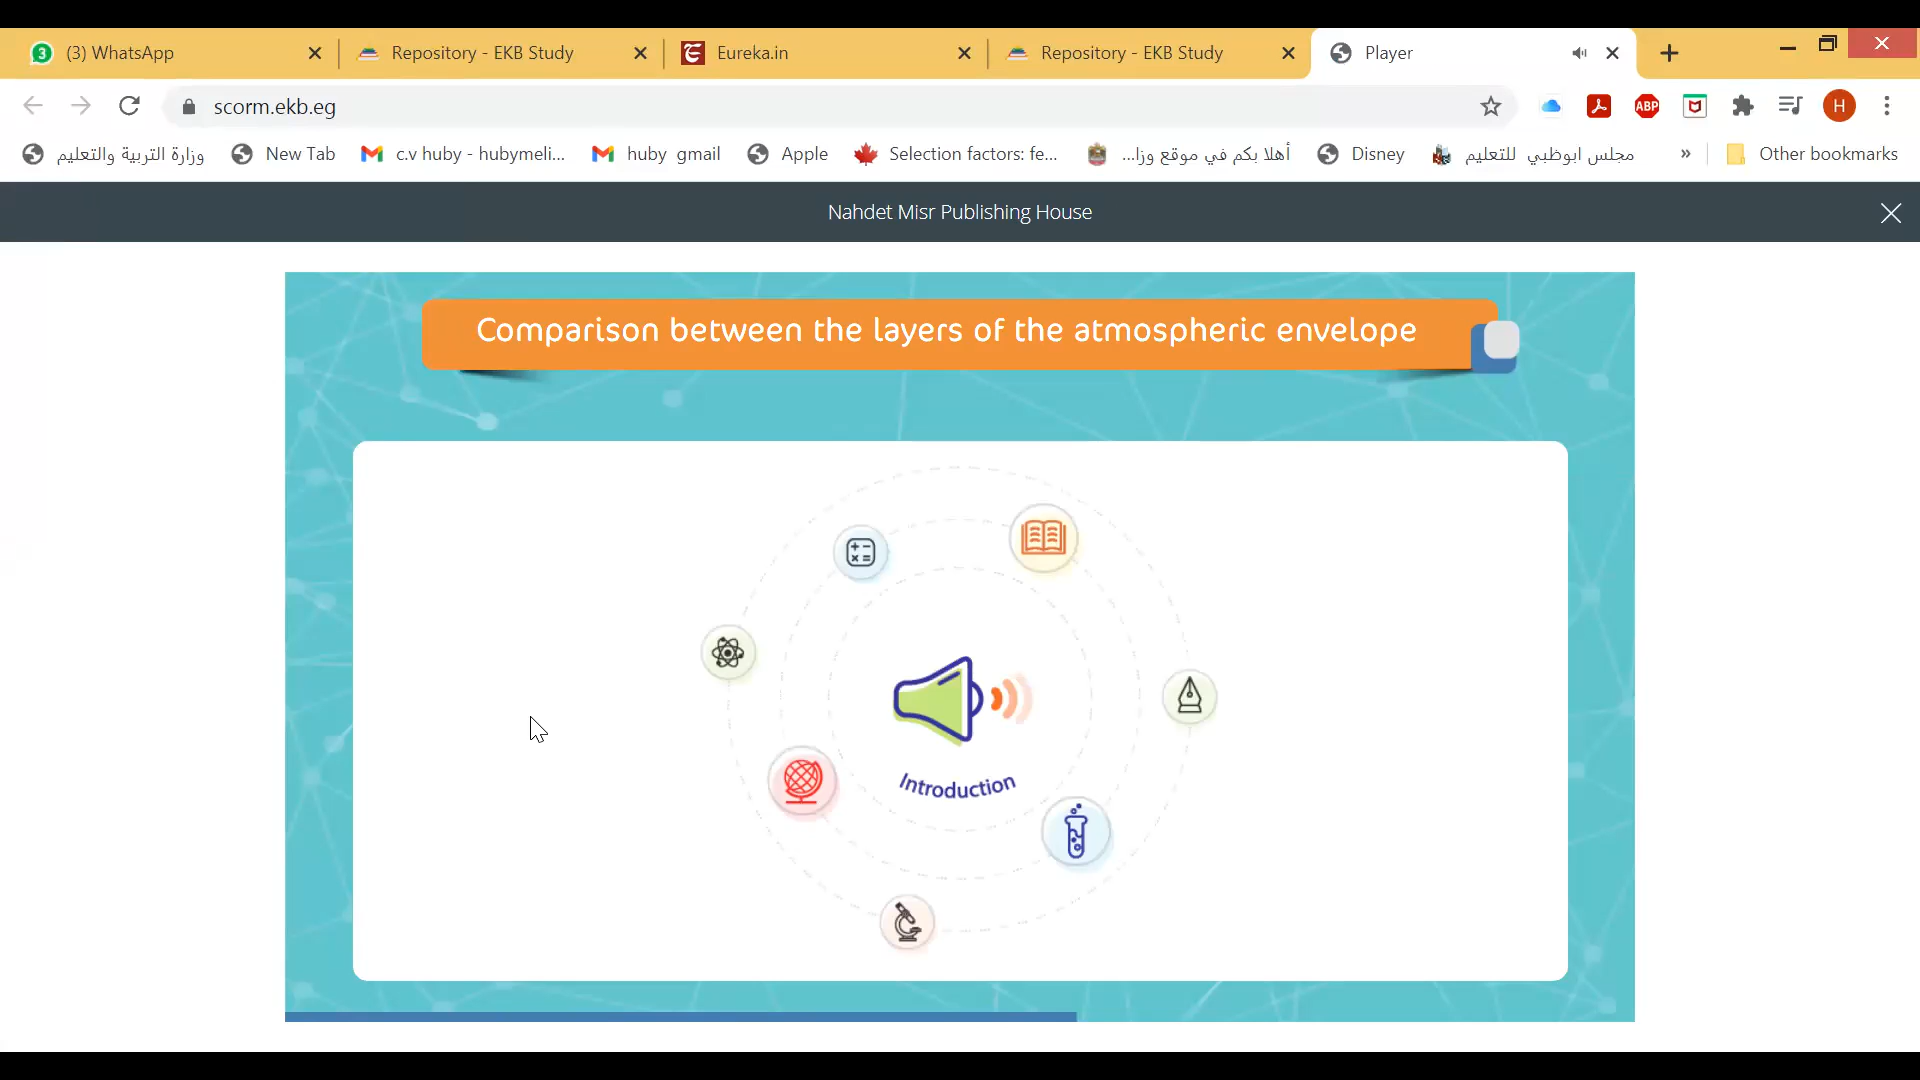 (3) WhatsApp
Repository - EKB Study
Eureka.in
Repository - EKB Study
Player
scorm.ekb.eg
ABP
H
وزارة التربية والتعليم
New Tab
c.v huby - hubymeli...
huby gmail
Apple
Selection factors: fe...
أهلا بكم في موقع وزا...
Disney
مجلس ابوظبي للتعليم
»
Other bookmarks
Nahdet Misr Publishing House
Comparison between the layers of the atmospheric envelope
Introduction